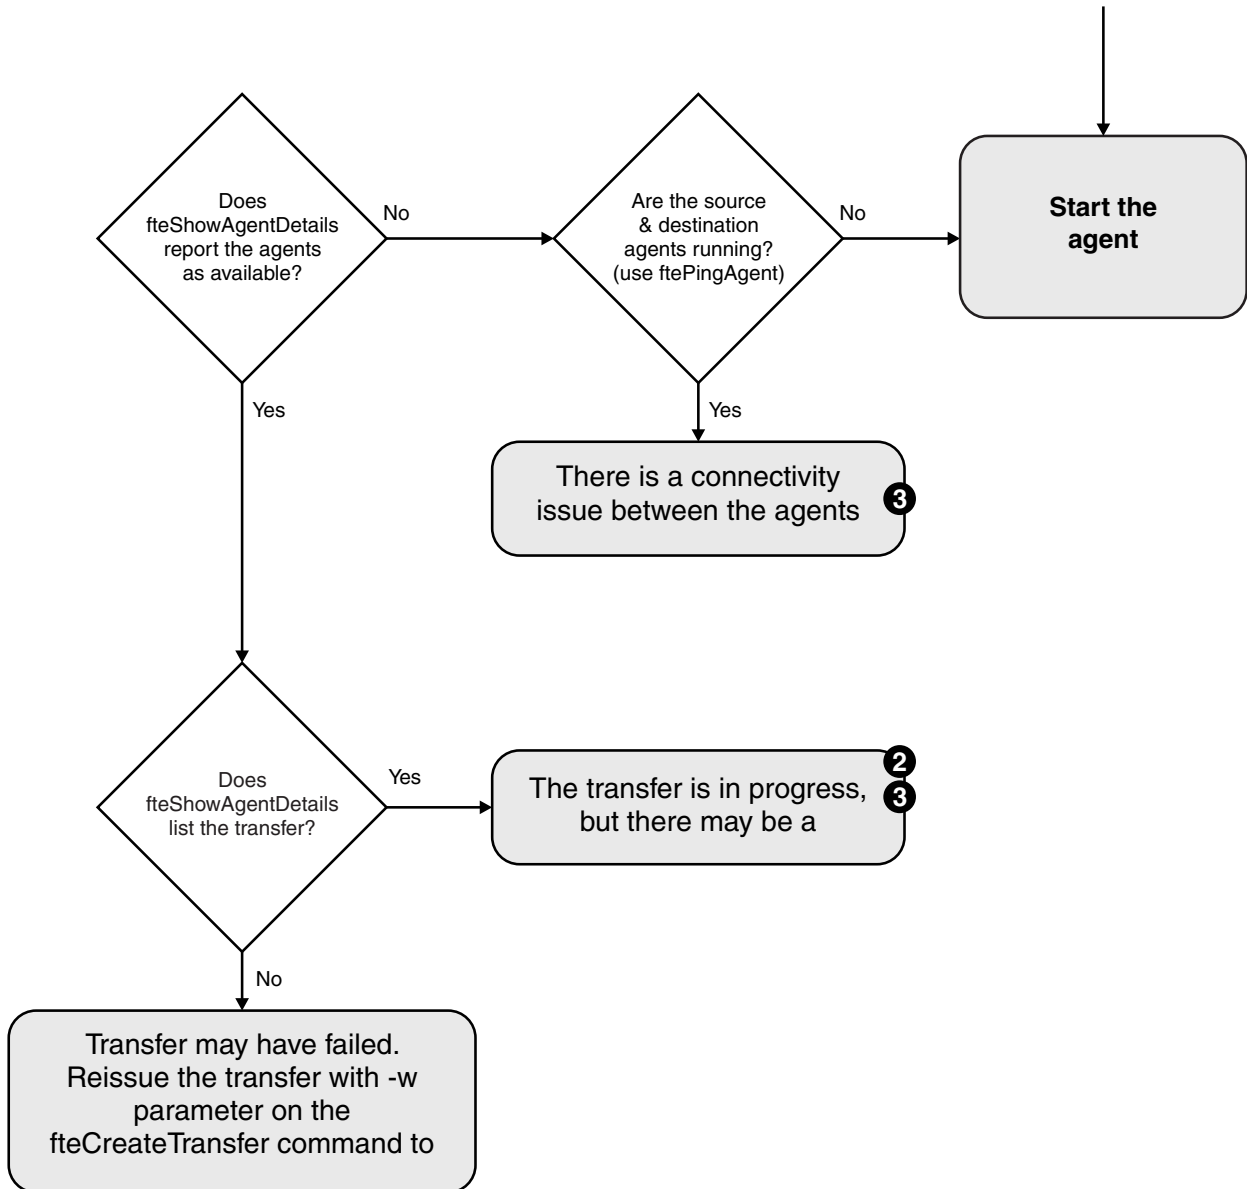 Does
fteShowAgentDetails
report the agents
as available?
No
Are the source
& destination
agents running?
(use ftePingAgent)
No
Start the
agent
Yes
Yes
There is a connectivity
issue between the agents
3
Does
fteShowAgentDetails
list the transfer?
Yes
The transfer is in progress,
but there may be a
2
3
No
Transfer may have failed.
Reissue the transfer with -w
parameter on the
fteCreateTransfer command to